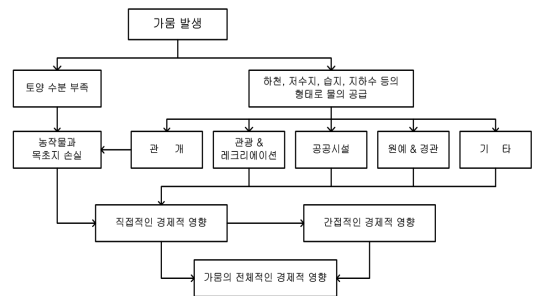 가뭄 발생
토양 수분 부족
하천, 저수지, 습지, 지하수 등의
형태로 물의 공급
농작물과
목초지 손실
관 개
관광 &
레크리에이션
공공시설
원예 & 경관
기 타
직접적인 경제적 영향
간접적인 경제적 영향
가뭄의 전체적인 경제적 영향